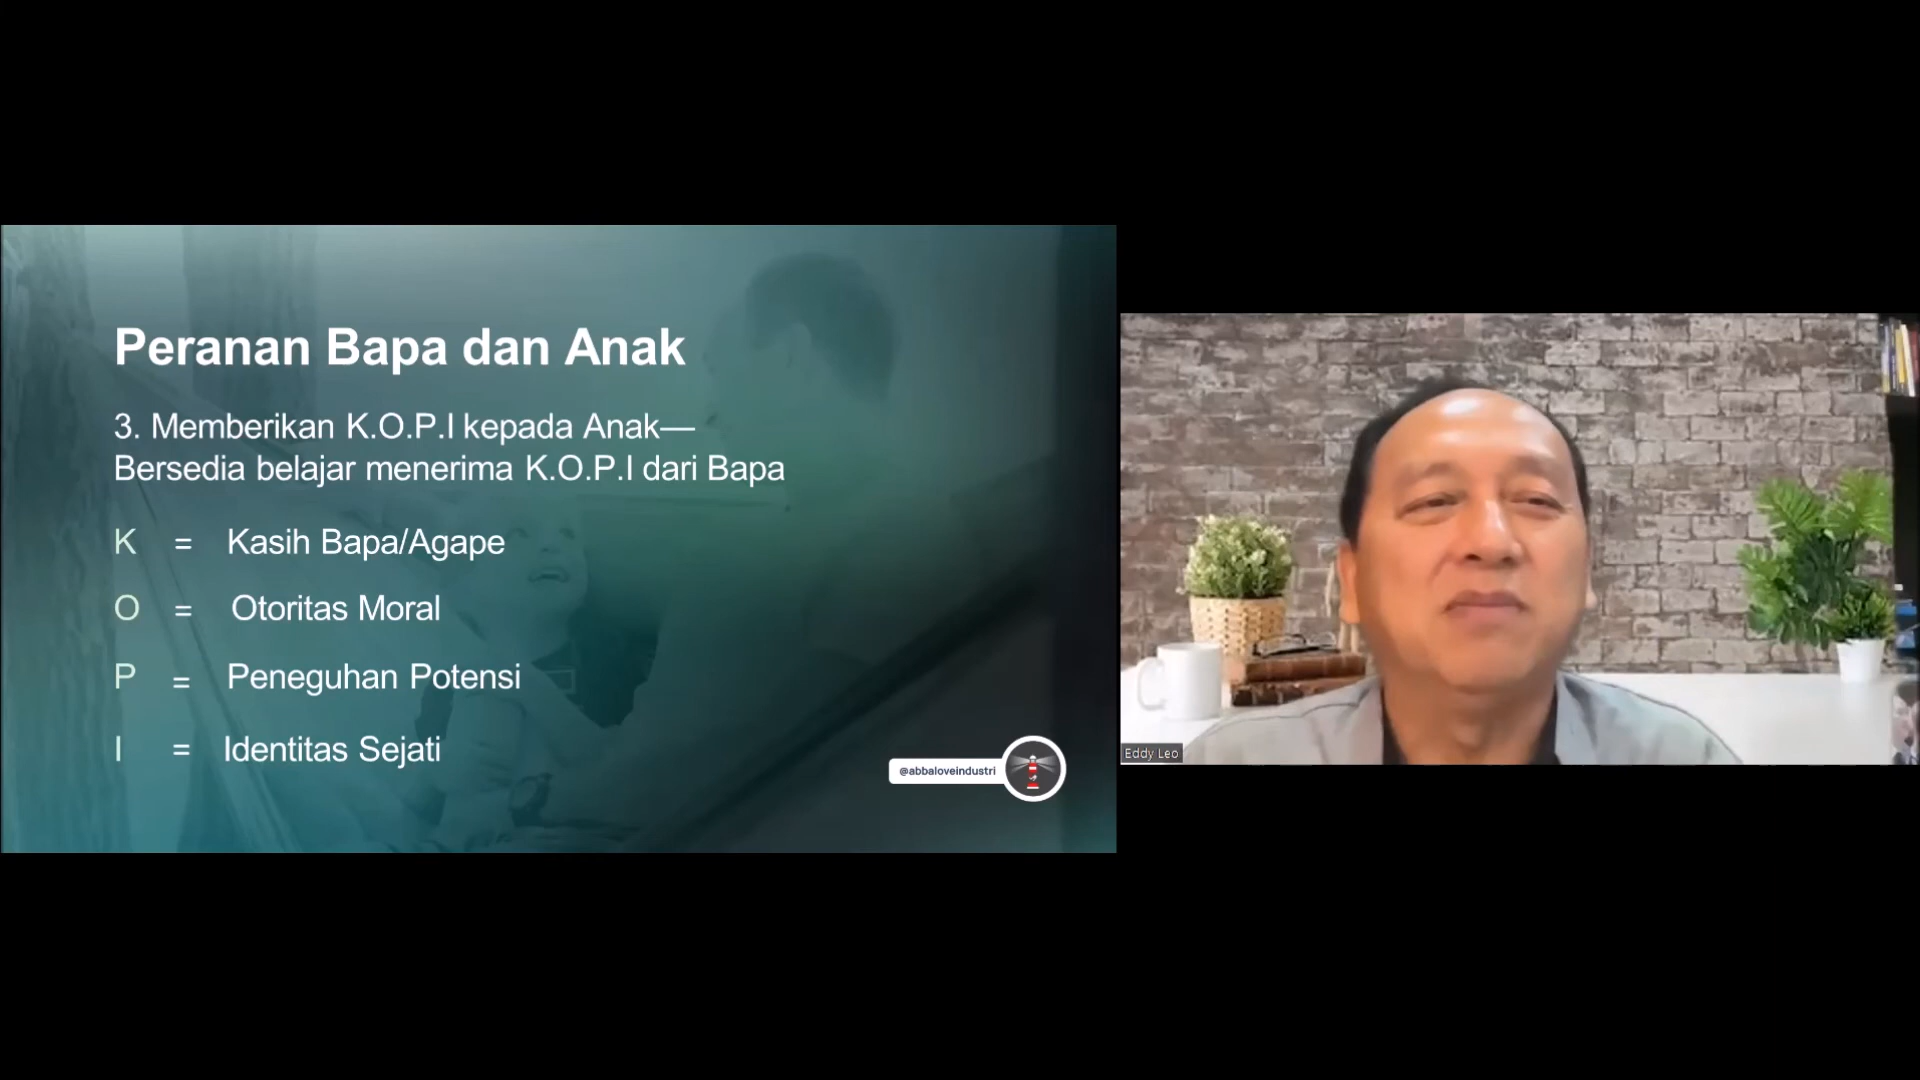 Peranan Bapa dan Anak
3. Memberikan K.O.P.I kepada Anak—
Bersedia belajar menerima K.O.P.I dari Bapa
K = Kasih Bapa/Agape
O = Otoritas Moral
P = Peneguhan Potensi
I = Identitas Sejati
@abbaloveindustri
Eddy Leo